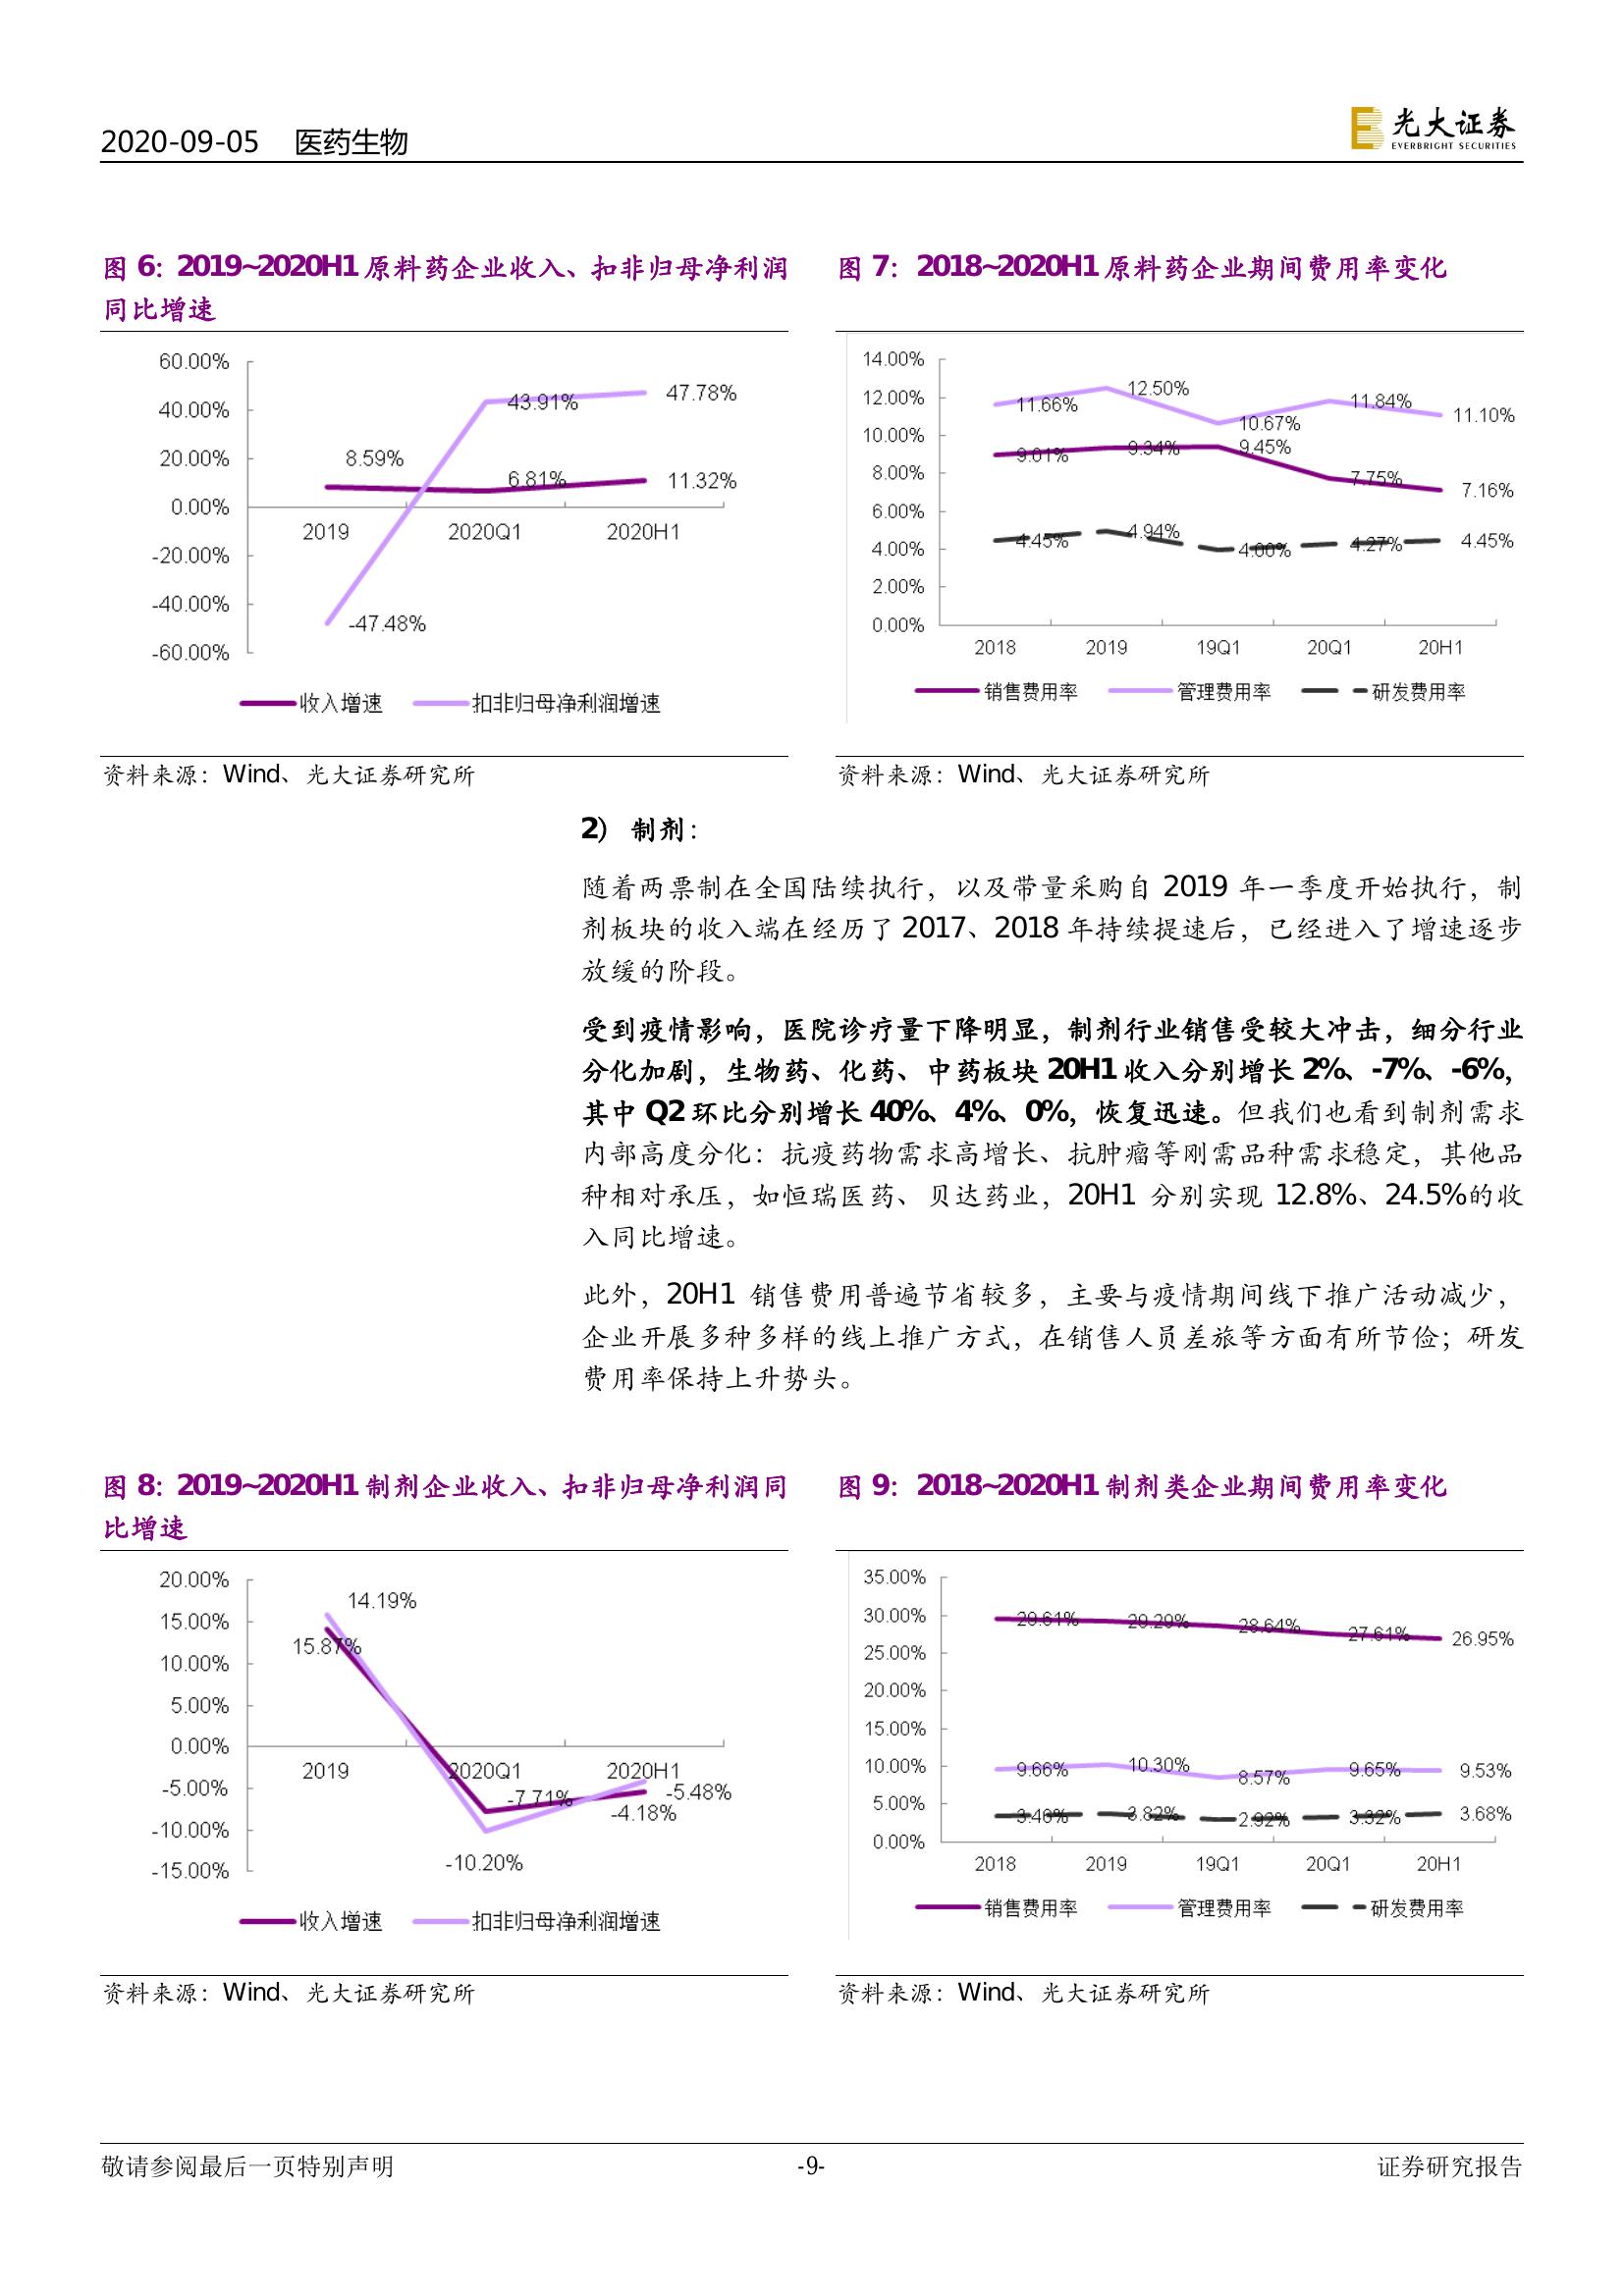 2020-09-05 医药生物
光大证券
EVERBRIGHT SECURITIES
图 6：2019~2020H1 原料药企业收入、扣非归母净利润
同比增速
60.00%
40.00%
20.00%
0.00%
-20.00%
-40.00%
-60.00%
8.59%
-47.48%
43.91%
6.81%
47.78%
11.32%
2019 2020Q1 2020H1
收入增速 扣非归母净利润增速
资料来源：Wind、光大证券研究所
图 7：2018~2020H1 原料药企业期间费用率变化
14.00%
12.00%
10.00%
8.00%
6.00%
4.00%
2.00%
0.00%
11.66% 12.50% 10.67% 11.84% 11.10%
9.01% 9.34% 9.45% 7.75% 7.16%
4.45% 4.94% 4.00% 4.27% 4.45%
2018 2019 19Q1 20Q1 20H1
销售费用率 管理费用率 研发费用率
资料来源：Wind、光大证券研究所
2） 制剂：
随着两票制在全国陆续执行，以及带量采购自 2019 年一季度开始执行，制
剂板块的收入端在经历了 2017、2018 年持续提速后，已经进入了增速逐步
放缓的阶段。
受到疫情影响，医院诊疗量下降明显，制剂行业销售受较大冲击，细分行业
分化加剧，生物药、化药、中药板块 20H1 收入分别增长 2%、-7%、-6%，
其中 Q2 环比分别增长 40%、4%、0%，恢复迅速。但我们也看到制剂需求
内部高度分化：抗疫药物需求高增长、抗肿瘤等刚需品种需求稳定，其他品
种相对承压，如恒瑞医药、贝达药业，20H1 分别实现 12.8%、24.5%的收
入同比增速。
此外，20H1 销售费用普遍节省较多，主要与疫情期间线下推广活动减少，
企业开展多种多样的线上推广方式，在销售人员差旅等方面有所节俭；研发
费用率保持上升势头。
图 8：2019~2020H1 制剂企业收入、扣非归母净利润同
比增速
20.00%
15.00%
10.00%
5.00%
0.00%
-5.00%
-10.00%
-15.00%
14.19%
15.87%
-7.71%
-10.20%
-5.48%
-4.18%
2019 2020Q1 2020H1
收入增速 扣非归母净利润增速
资料来源：Wind、光大证券研究所
图 9：2018~2020H1 制剂类企业期间费用率变化
35.00%
30.00%
25.00%
20.00%
15.00%
10.00%
5.00%
0.00%
29.61% 29.29% 28.64% 27.61% 26.95%
9.66% 10.30% 8.57% 9.65% 9.53%
3.46% 3.82% 2.92% 3.32% 3.68%
2018 2019 19Q1 20Q1 20H1
销售费用率 管理费用率 研发费用率
资料来源：Wind、光大证券研究所
敬请参阅最后一页特别声明 -9- 证券研究报告